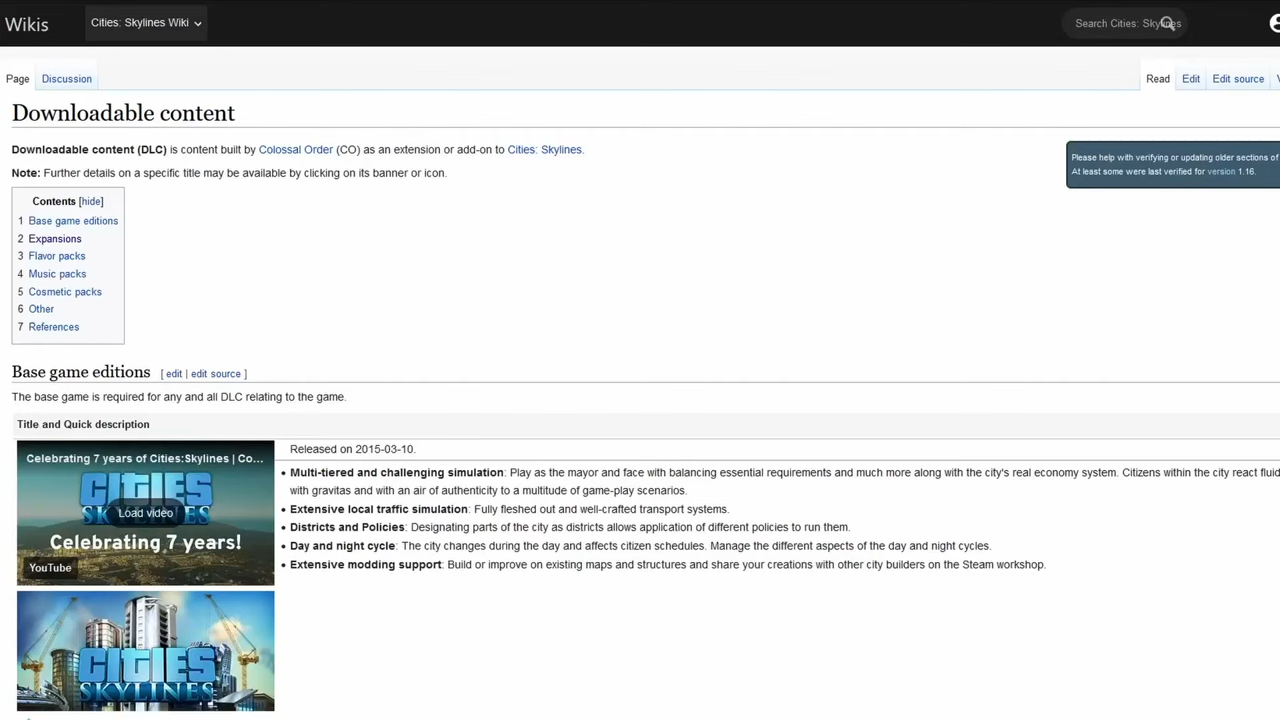 Wikis
Cities: Skylines Wiki
Search Cities: Skylines
Page
Discussion
Read
Edit
Edit source
Downloadable content
Downloadable content (DLC) is content built by Colossal Order (CO) as an extension or add-on to Cities: Skylines.
Please help with verifying or updating older sections of
At least some were last verified for version 1.16.
Note: Further details on a specific title may be available by clicking on its banner or icon.
Contents [hide]
1 Base game editions
2 Expansions
3 Flavor packs
4 Music packs
5 Cosmetic packs
6 Other
7 References
Base game editions [ edit | edit source ]
The base game is required for any and all DLC relating to the game.
Title and Quick description
Celebrating 7 years of Cities:Skylines | Co...
CITIES
SKYLINES
Load video
Celebrating 7 years!
YouTube
Released on 2015-03-10.
• Multi-tiered and challenging simulation: Play as the mayor and face with balancing essential requirements and much more along with the city's real economy system. Citizens within the city react fluid
with gravitas and with an air of authenticity to a multitude of game-play scenarios.
• Extensive local traffic simulation: Fully fleshed out and well-crafted transport systems.
• Districts and Policies: Designating parts of the city as districts allows application of different policies to run them.
• Day and night cycle: The city changes during the day and affects citizen schedules. Manage the different aspects of the day and night cycles.
• Extensive modding support: Build or improve on existing maps and structures and share your creations with other city builders on the Steam workshop.
CITIES
SKYLINES